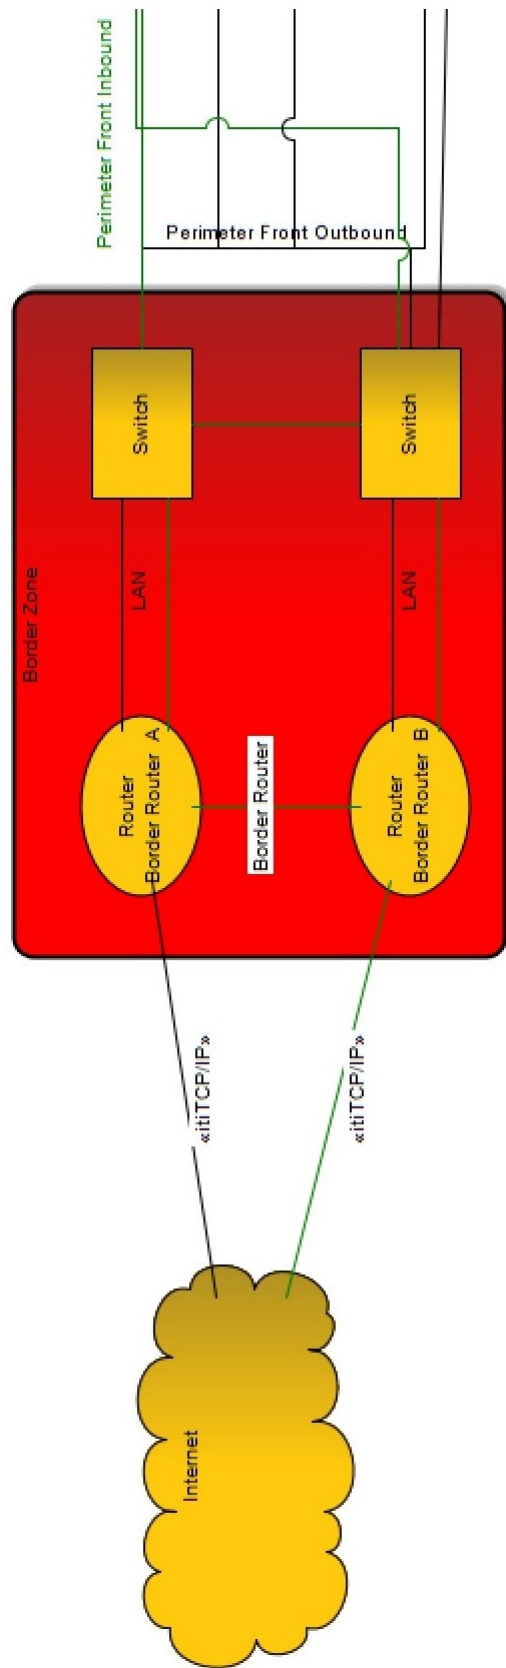 Internet
«itiTCP/IP»
«itiTCP/IP»
Border Zone
Router
Border Router A
Border Router
Router
Border Router B
LAN
LAN
Switch
Switch
Perimeter Front Inbound
Perimeter Front Outbound